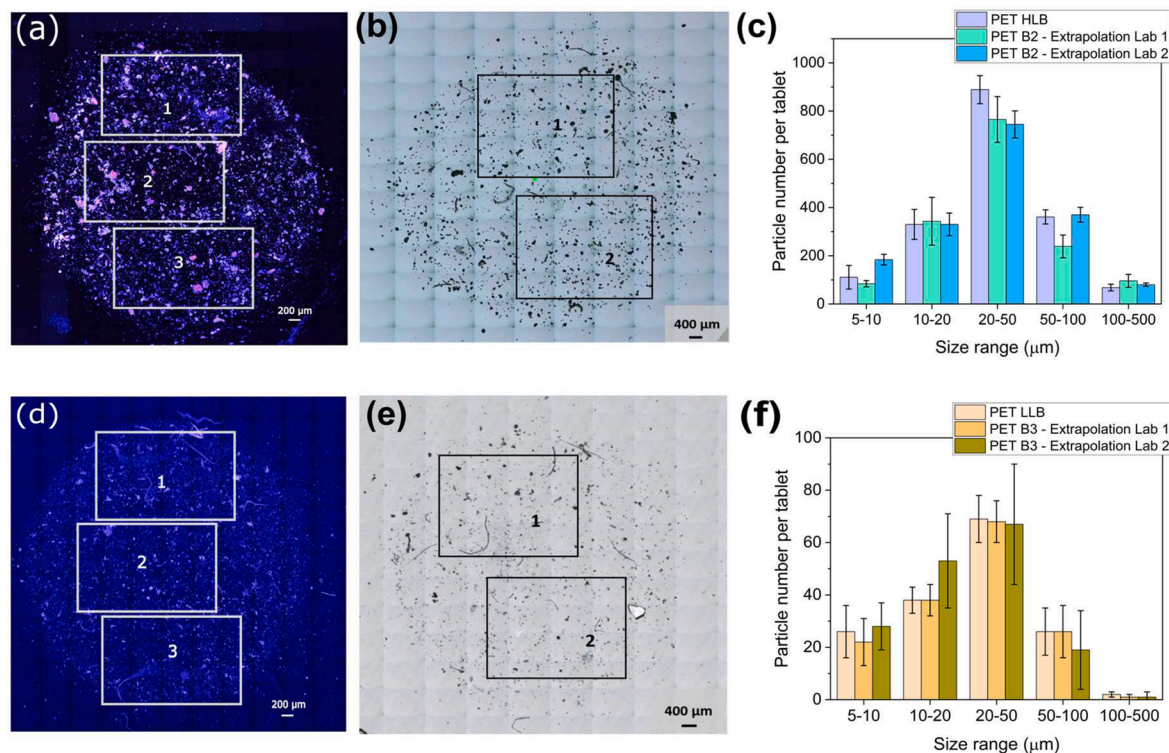 (a)
1
2
3
200 µm
(b)
1
2
400 µm
(c)
PET HLB
PET B2 - Extrapolation Lab 1
PET B2 - Extrapolation Lab 2
Particle number per tablet
1000
800
600
400
200
0
5-10 10-20 20-50 50-100 100-500
Size range (µm)
(d)
1
2
3
200 µm
(e)
1
2
400 µm
(f)
PET LLB
PET B3 - Extrapolation Lab 1
PET B3 - Extrapolation Lab 2
Particle number per tablet
100
80
60
40
20
0
5-10 10-20 20-50 50-100 100-500
Size range (µm)